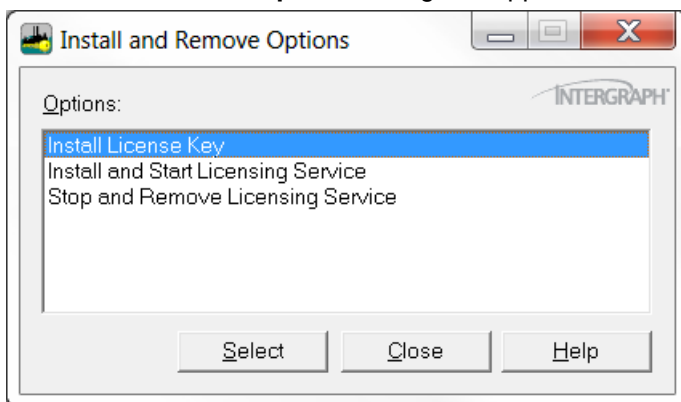 Install and Remove Options
Options:
INTERGRAPH
Install License Key
Install and Start Licensing Service
Stop and Remove Licensing Service
Select
Close
Help